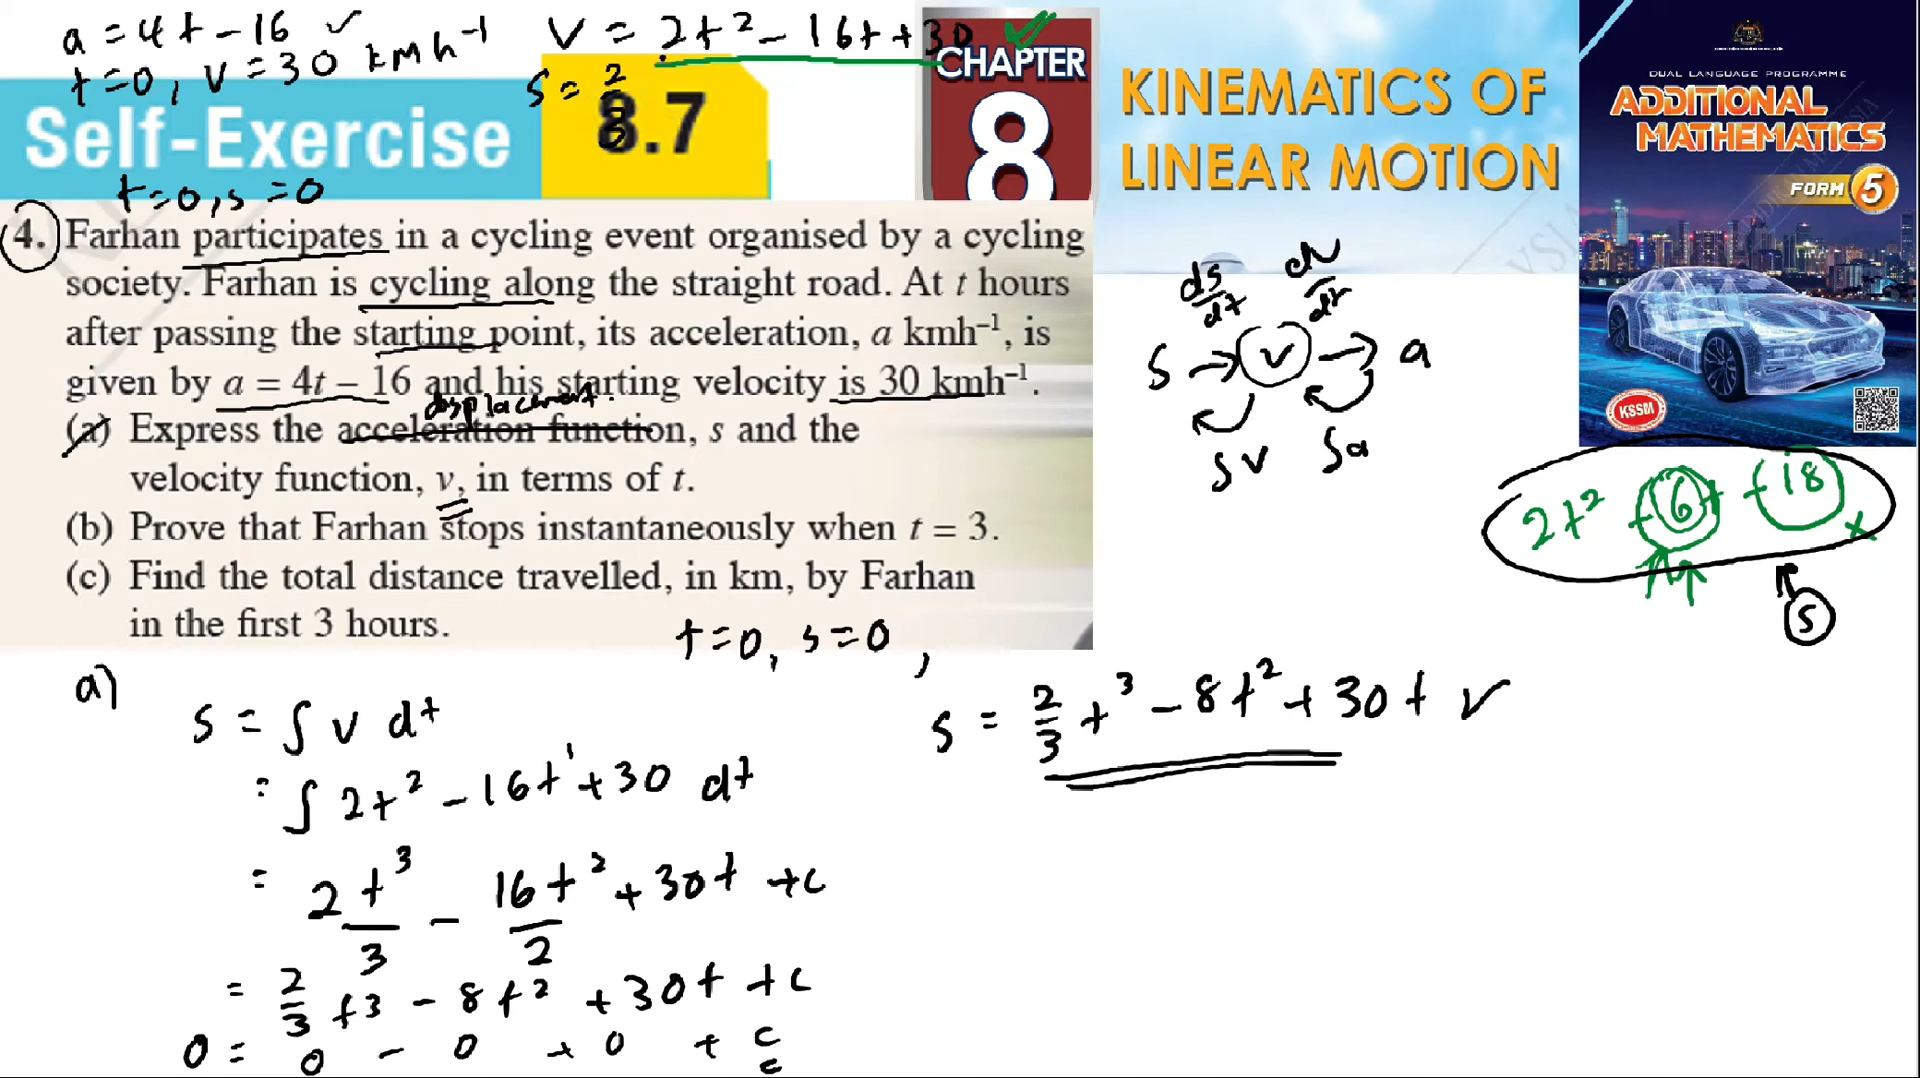 a = 4t - 16 ✓
t = 0, v = 30 kmh⁻¹
v = 2t² - 16t + 30
s = 2/3
Self-Exercise 8.7
CHAPTER
8
KINEMATICS OF
LINEAR MOTION
DUAL LANGUAGE PROGRAMME
ADDITIONAL
MATHEMATICS
FORM 5
KSSM
t = 0, s = 0
4. Farhan participates in a cycling event organised by a cycling
society. Farhan is cycling along the straight road. At t hours
after passing the starting point, its acceleration, a kmh⁻¹, is
given by a = 4t – 16 and his starting velocity is 30 kmh⁻¹.
displacement
(a) Express the acceleration function, s and the
velocity function, v, in terms of t.
(b) Prove that Farhan stops instantaneously when t = 3.
(c) Find the total distance travelled, in km, by Farhan
in the first 3 hours.
ds/dt dv/dt
s → v → a
∫v ∫a
2t² + 6t + 18
s
t = 0, s = 0,
s = 2/3 t³ - 8t² + 30t ✓
a)
s = ∫ v dt
= ∫ 2t² - 16t¹ + 30 dt
= 2t³/3 - 16t²/2 + 30t + c
= 2/3 t³ - 8t² + 30t + c
0 = 0 - 0 + 0 + c